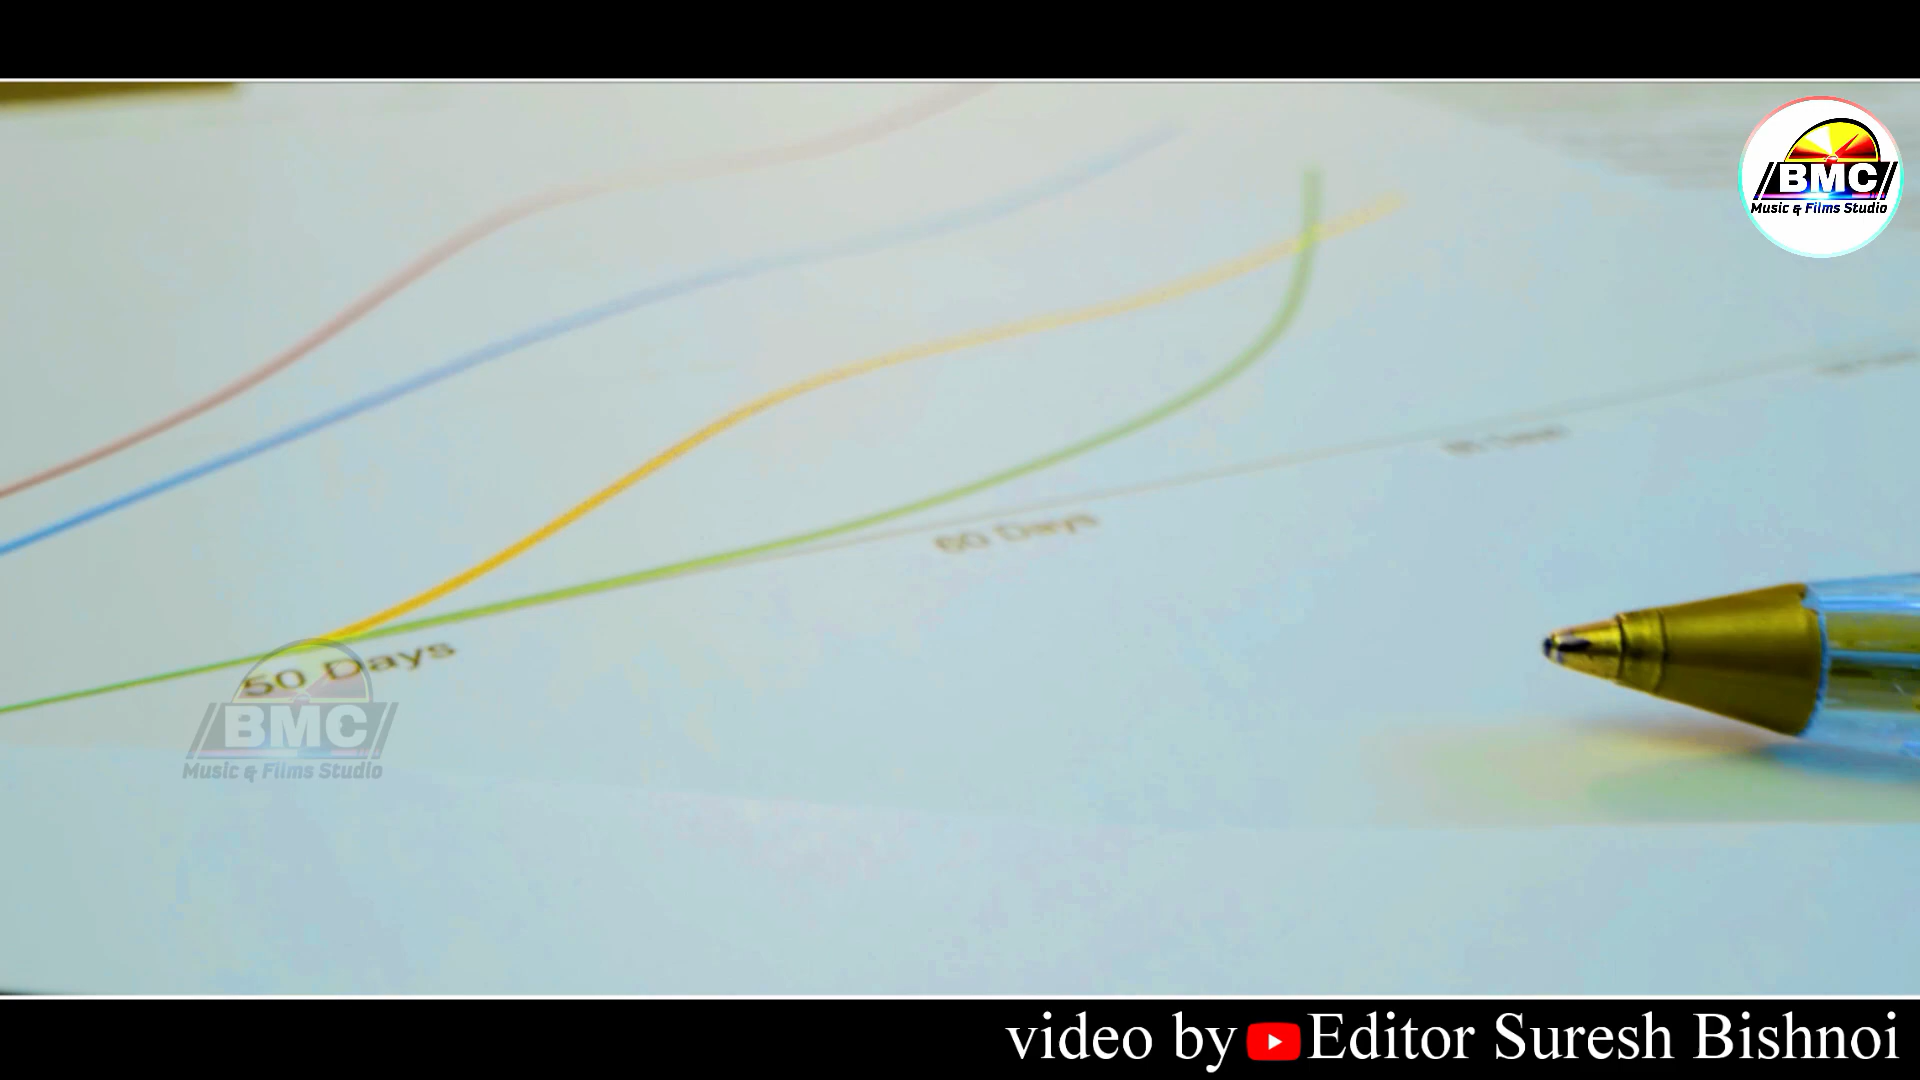 BMC
Music & Films Studio
60 Days
50 Days
BMC
Music & Films Studio
video by Editor Suresh Bishnoi